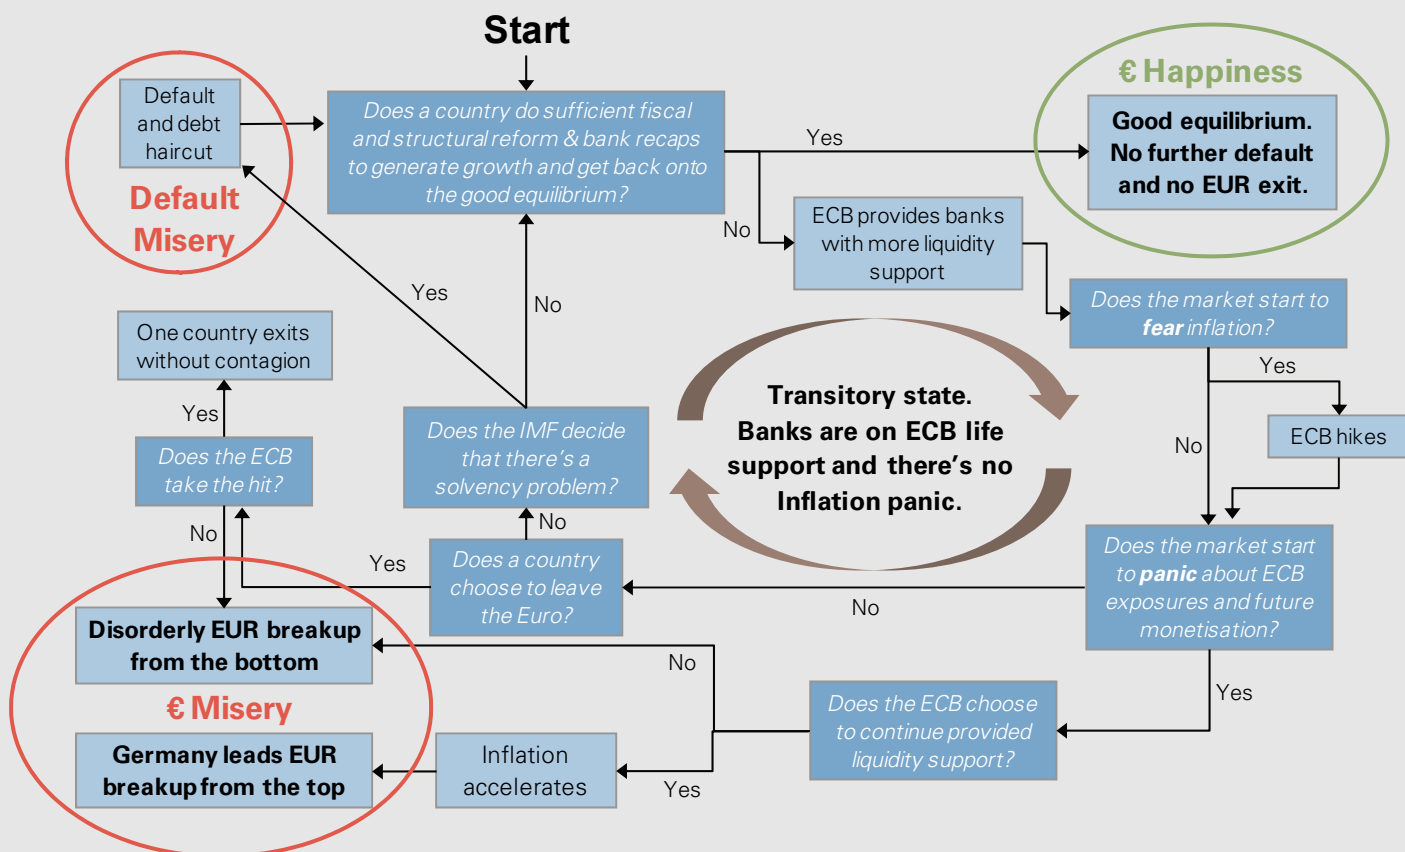 Start
€ Happiness
Default
and debt
haircut
Default
Misery
Does a country do sufficient fiscal
and structural reform & bank recaps
to generate growth and get back onto
the good equilibrium?
Yes
Good equilibrium.
No further default
and no EUR exit.
No
ECB provides banks
with more liquidity
support
Yes
No
Does the market start to
fear inflation?
One country exits
without contagion
Yes
Yes
Transitory state.
Banks are on ECB life
support and there's no
Inflation panic.
No
ECB hikes
Does the ECB
take the hit?
Does the IMF decide
that there's a
solvency problem?
No
No
Yes
Does a country
choose to leave
the Euro?
No
Does the market start
to panic about ECB
exposures and future
monetisation?
Disorderly EUR breakup
from the bottom
No
Yes
€ Misery
Does the ECB choose
to continue provided
liquidity support?
Germany leads EUR
breakup from the top
Inflation
accelerates
Yes